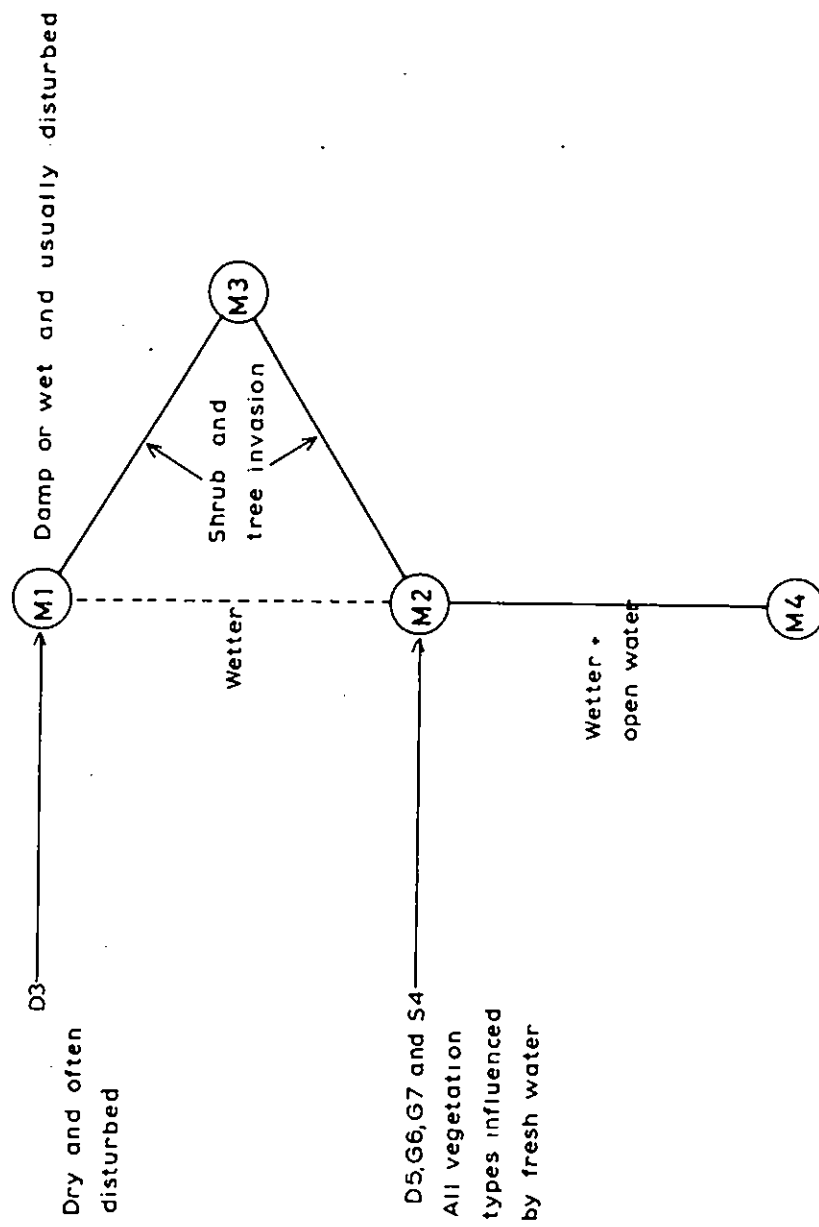 D3
Dry and often
disturbed
M1
Damp or wet and usually disturbed
Wetter
Shrub and
tree invasion
M3
D5,G6,G7 and S4
All vegetation
types influenced
by fresh water
M2
Wetter +
open water
M4